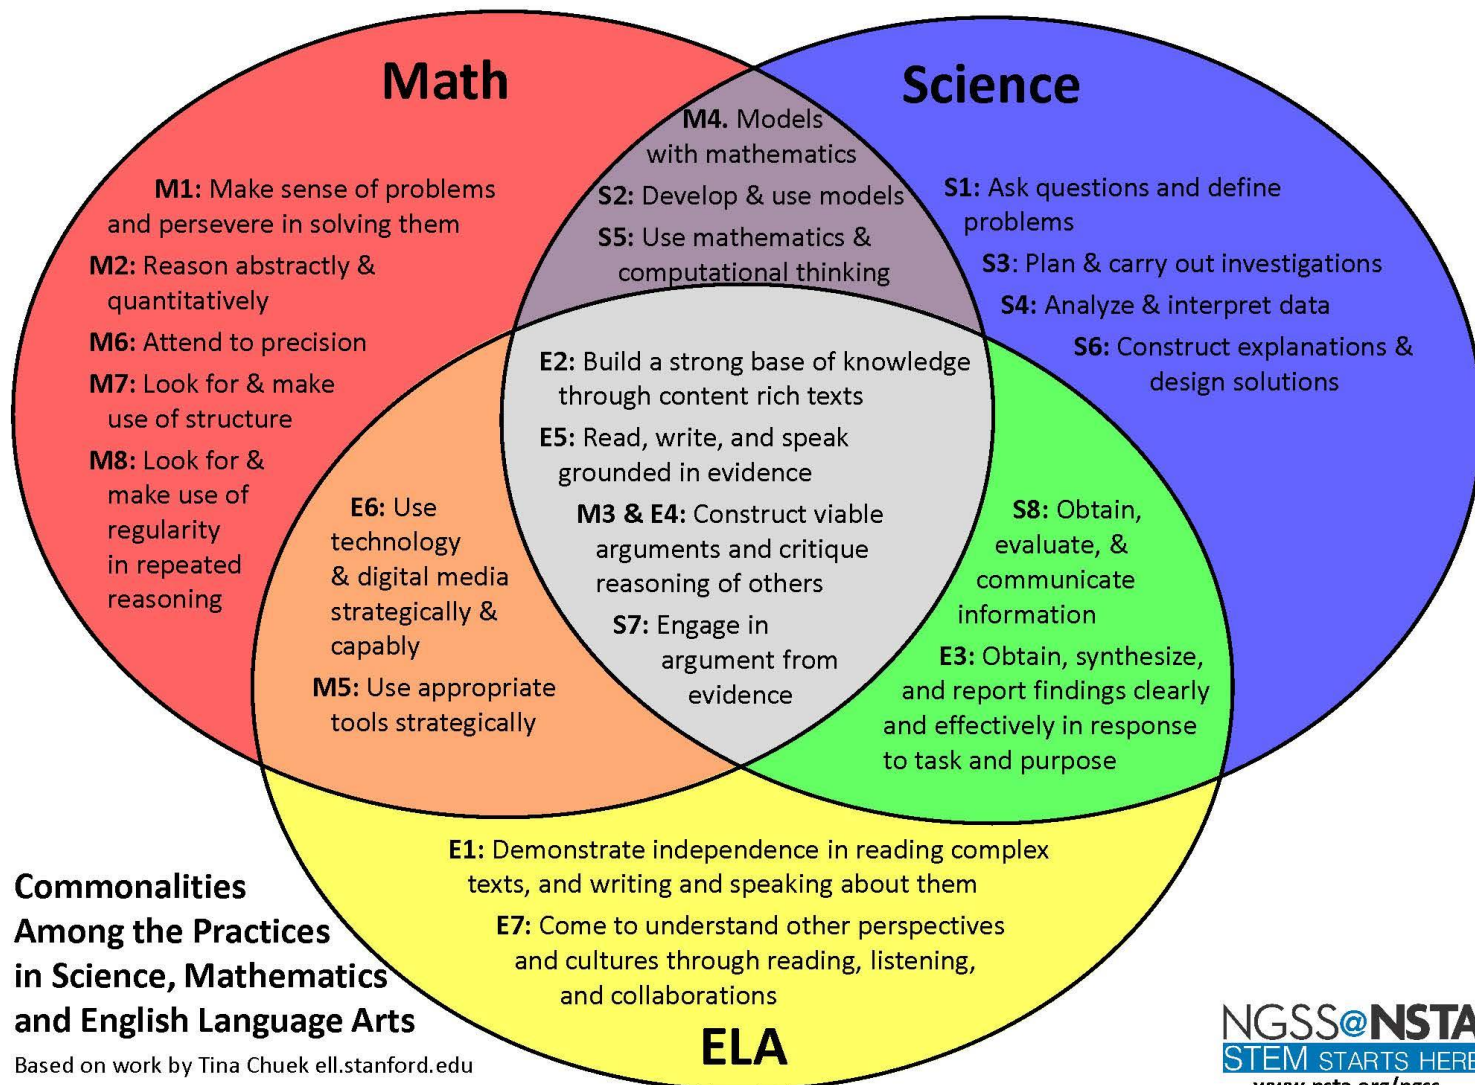 Math
Science
M4. Models
with mathematics
S2: Develop & use models
S5: Use mathematics &
computational thinking
M1: Make sense of problems
and persevere in solving them
M2: Reason abstractly &
quantitatively
M6: Attend to precision
M7: Look for & make
use of structure
M8: Look for &
make use of
regularity
in repeated
reasoning
S1: Ask questions and define
problems
S3: Plan & carry out investigations
S4: Analyze & interpret data
S6: Construct explanations &
design solutions
E2: Build a strong base of knowledge
through content rich texts
E5: Read, write, and speak
grounded in evidence
M3 & E4: Construct viable
arguments and critique
reasoning of others
S7: Engage in
argument from
evidence
E6: Use
technology
& digital media
strategically &
capably
M5: Use appropriate
tools strategically
S8: Obtain,
evaluate, &
communicate
information
E3: Obtain, synthesize,
and report findings clearly
and effectively in response
to task and purpose
E1: Demonstrate independence in reading complex
texts, and writing and speaking about them
E7: Come to understand other perspectives
and cultures through reading, listening,
and collaborations
ELA
Commonalities
Among the Practices
in Science, Mathematics
and English Language Arts
Based on work by Tina Chuek ell.stanford.edu
NGSS@NSTA
STEM STARTS HERE
www.nsta.org/ngss